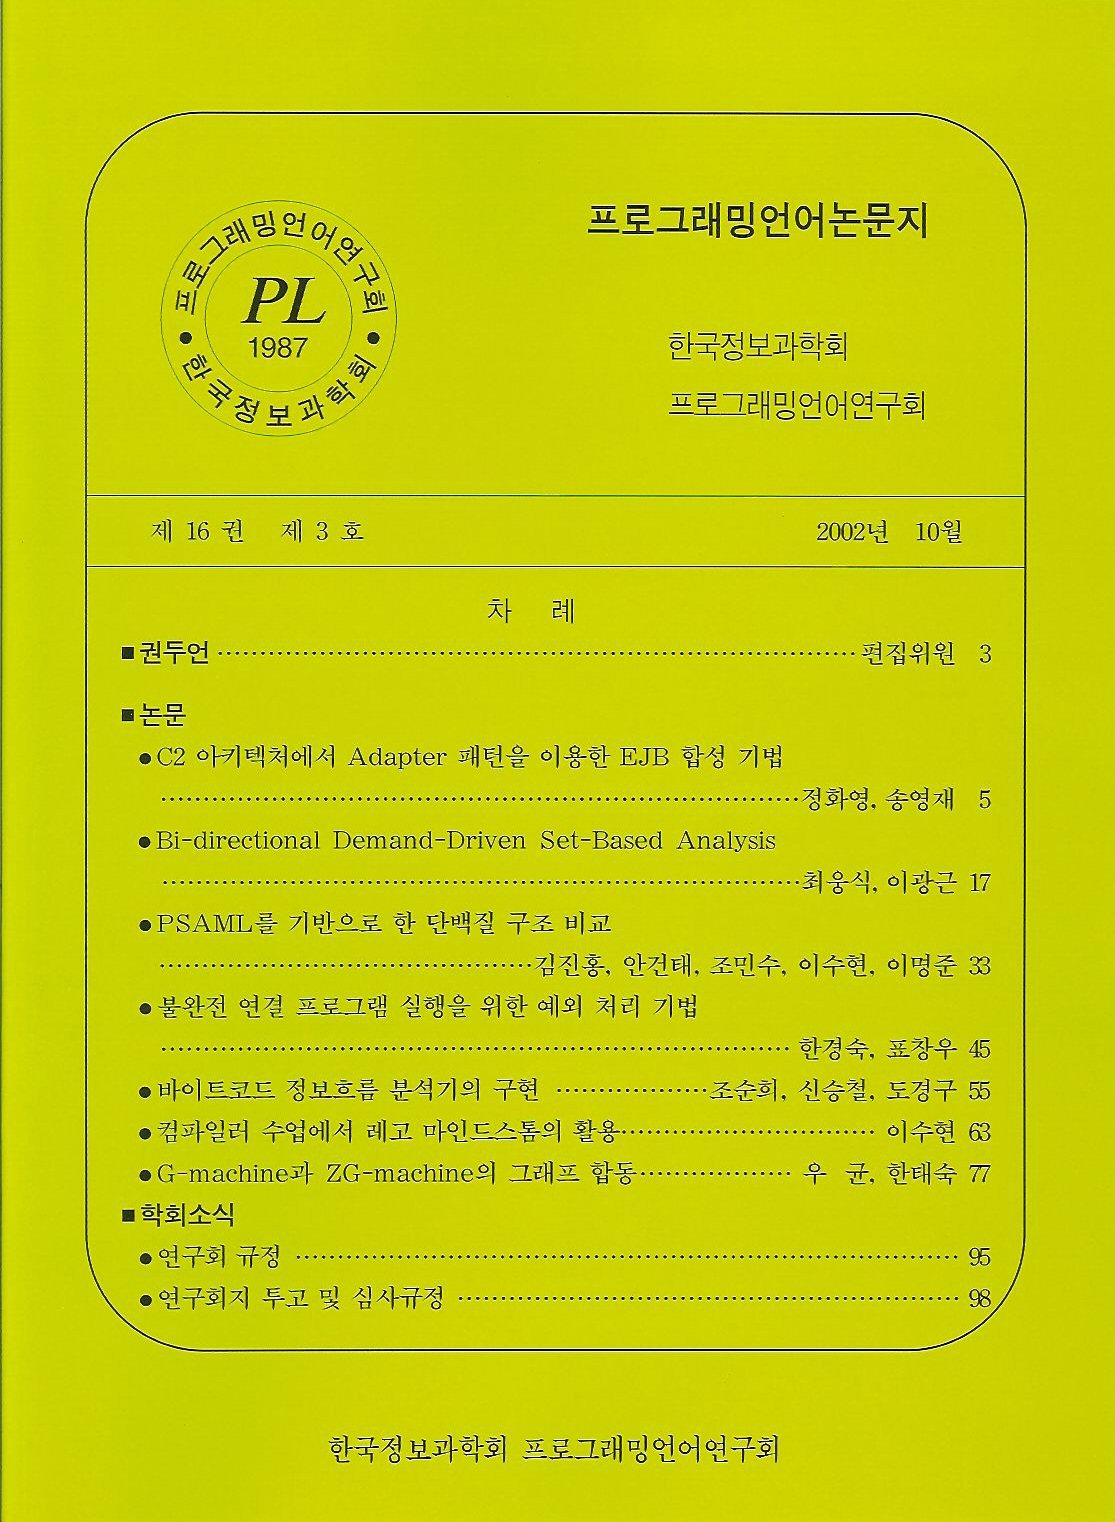 프로그래밍언어연구회
PL
1987
한국정보과학회
프로그래밍언어논문지
한국정보과학회
프로그래밍언어연구회
제 16 권 제 3 호 2002년 10월
차 례
■권두언 ⋯⋯⋯⋯⋯⋯⋯⋯⋯⋯⋯⋯⋯⋯⋯⋯ 편집위원 3
■논문
●C2 아키텍처에서 Adapter 패턴을 이용한 EJB 합성 기법
⋯⋯⋯⋯⋯⋯⋯⋯⋯⋯⋯⋯⋯⋯⋯⋯정화영, 송영재 5
●Bi-directional Demand-Driven Set-Based Analysis
⋯⋯⋯⋯⋯⋯⋯⋯⋯⋯⋯⋯⋯⋯⋯⋯최웅식, 이광근 17
●PSAML를 기반으로 한 단백질 구조 비교
⋯⋯⋯⋯⋯⋯⋯⋯⋯⋯김진홍, 안건태, 조민수, 이수현, 이명준 33
●불완전 연결 프로그램 실행을 위한 예외 처리 기법
⋯⋯⋯⋯⋯⋯⋯⋯⋯⋯⋯⋯⋯⋯⋯⋯ 한경숙, 표창우 45
●바이트코드 정보흐름 분석기의 구현 ⋯⋯⋯⋯⋯조순희, 신승철, 도경구 55
●컴파일러 수업에서 레고 마인드스톰의 활용⋯⋯⋯⋯⋯⋯⋯⋯ 이수현 63
●G-machine과 ZG-machine의 그래프 합동⋯⋯⋯⋯⋯ 우 균, 한태숙 77
■학회소식
●연구회 규정 ⋯⋯⋯⋯⋯⋯⋯⋯⋯⋯⋯⋯⋯⋯⋯⋯ 95
●연구회지 투고 및 심사규정 ⋯⋯⋯⋯⋯⋯⋯⋯⋯⋯⋯⋯ 98
한국정보과학회 프로그래밍언어연구회